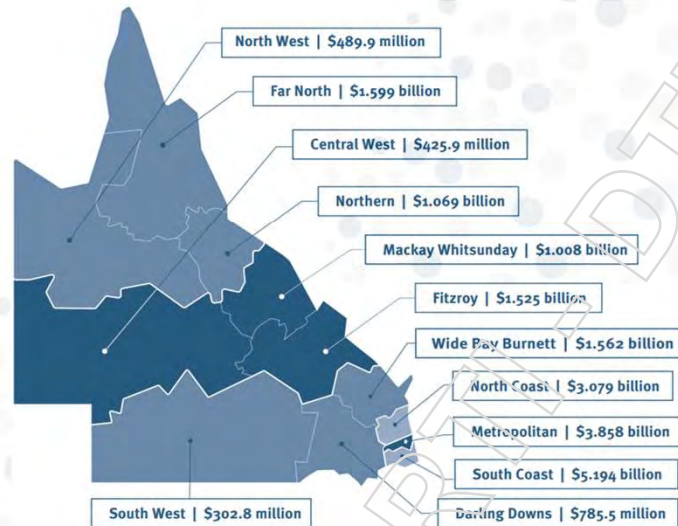 North West | $489.9 million
Far North | $1.599 billion
Central West | $425.9 million
Northern | $1.069 billion
Mackay Whitsunday | $1.008 billion
Fitzroy | $1.525 billion
Wide Bay Burnett | $1.562 billion
North Coast | $3.079 billion
Metropolitan | $3.858 billion
South Coast | $5.194 billion
South West | $302.8 million
Darling Downs | $785.5 million
RTI - DT